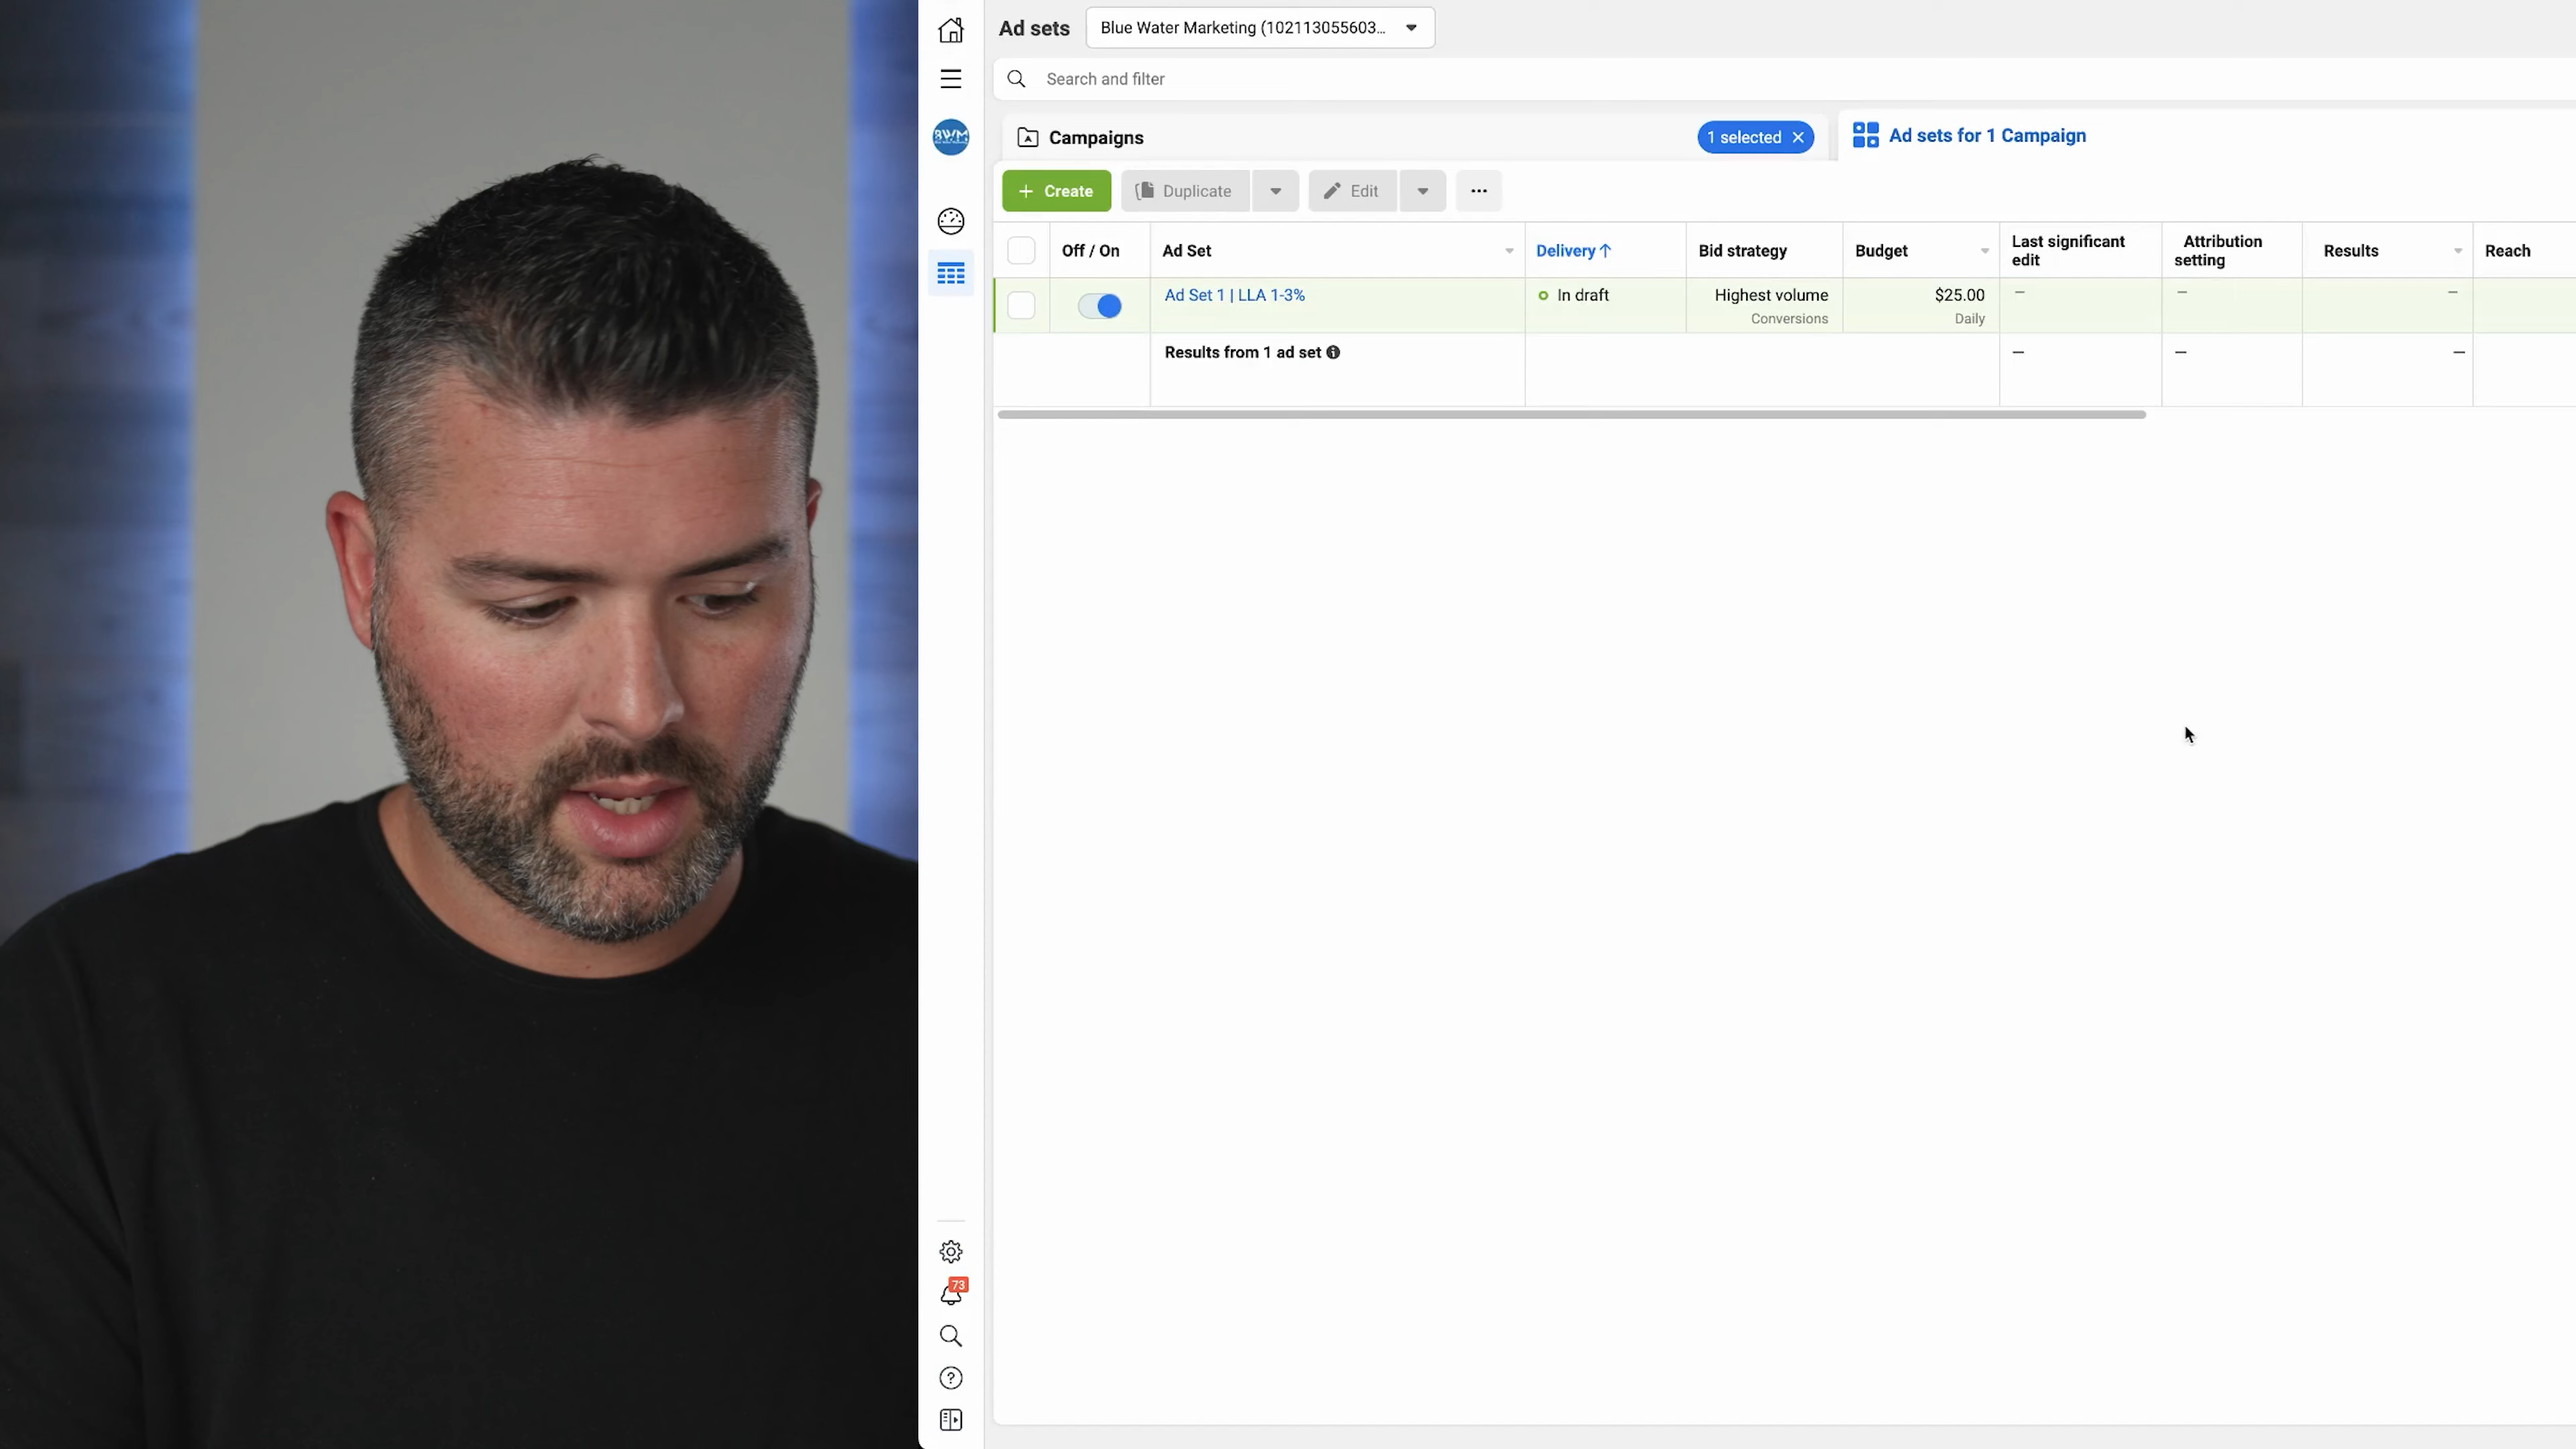 Ad sets
Blue Water Marketing (102113055603...
Search and filter
BWM
Campaigns
1 selected
Ad sets for 1 Campaign
+ Create
Duplicate
Edit
Off / On
Ad Set
Delivery ↑
Bid strategy
Budget
Last significant
edit
Attribution
setting
Results
Reach
Ad Set 1 | LLA 1-3%
In draft
Highest volume
Conversions
$25.00
Daily
—
—
—
Results from 1 ad set
—
—
—
73